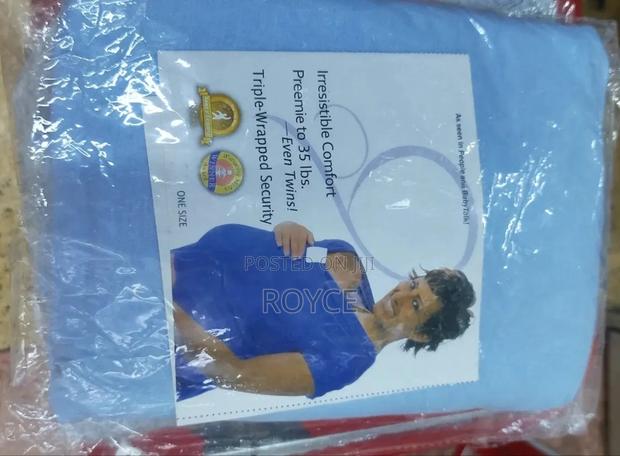 As seen in People and BabyTalk!
Irresistible Comfort
Preemie to 35 lbs.
—Even Twins!
Triple-Wrapped Security
WINNER
ONE SIZE
POSTED ON JIJI
ROYCE